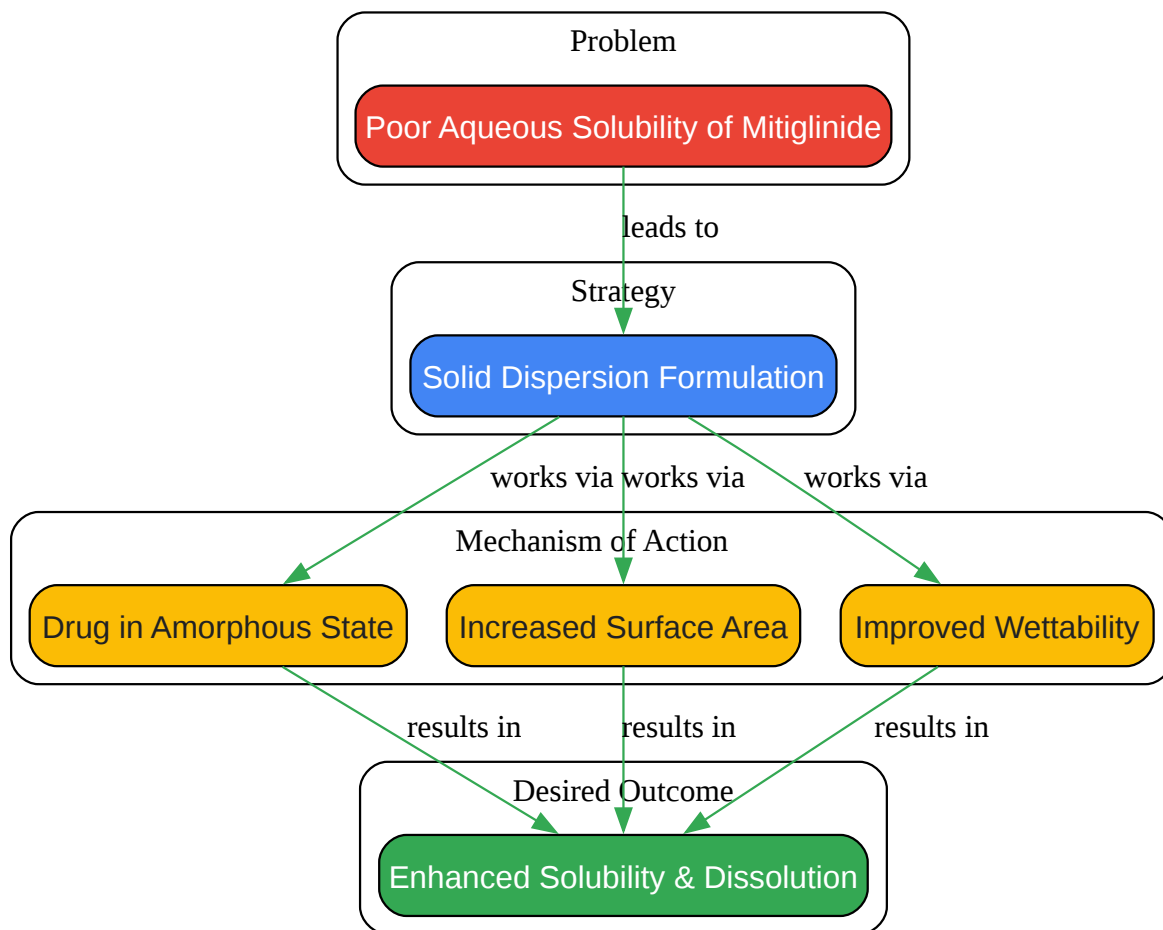 Problem
Poor Aqueous Solubility of Mitiglinide
leads to
Strategy
Solid Dispersion Formulation
works via works via works via
Mechanism of Action
Drug in Amorphous State
Increased Surface Area
Improved Wettability
results in results in results in
Desired Outcome
Enhanced Solubility & Dissolution